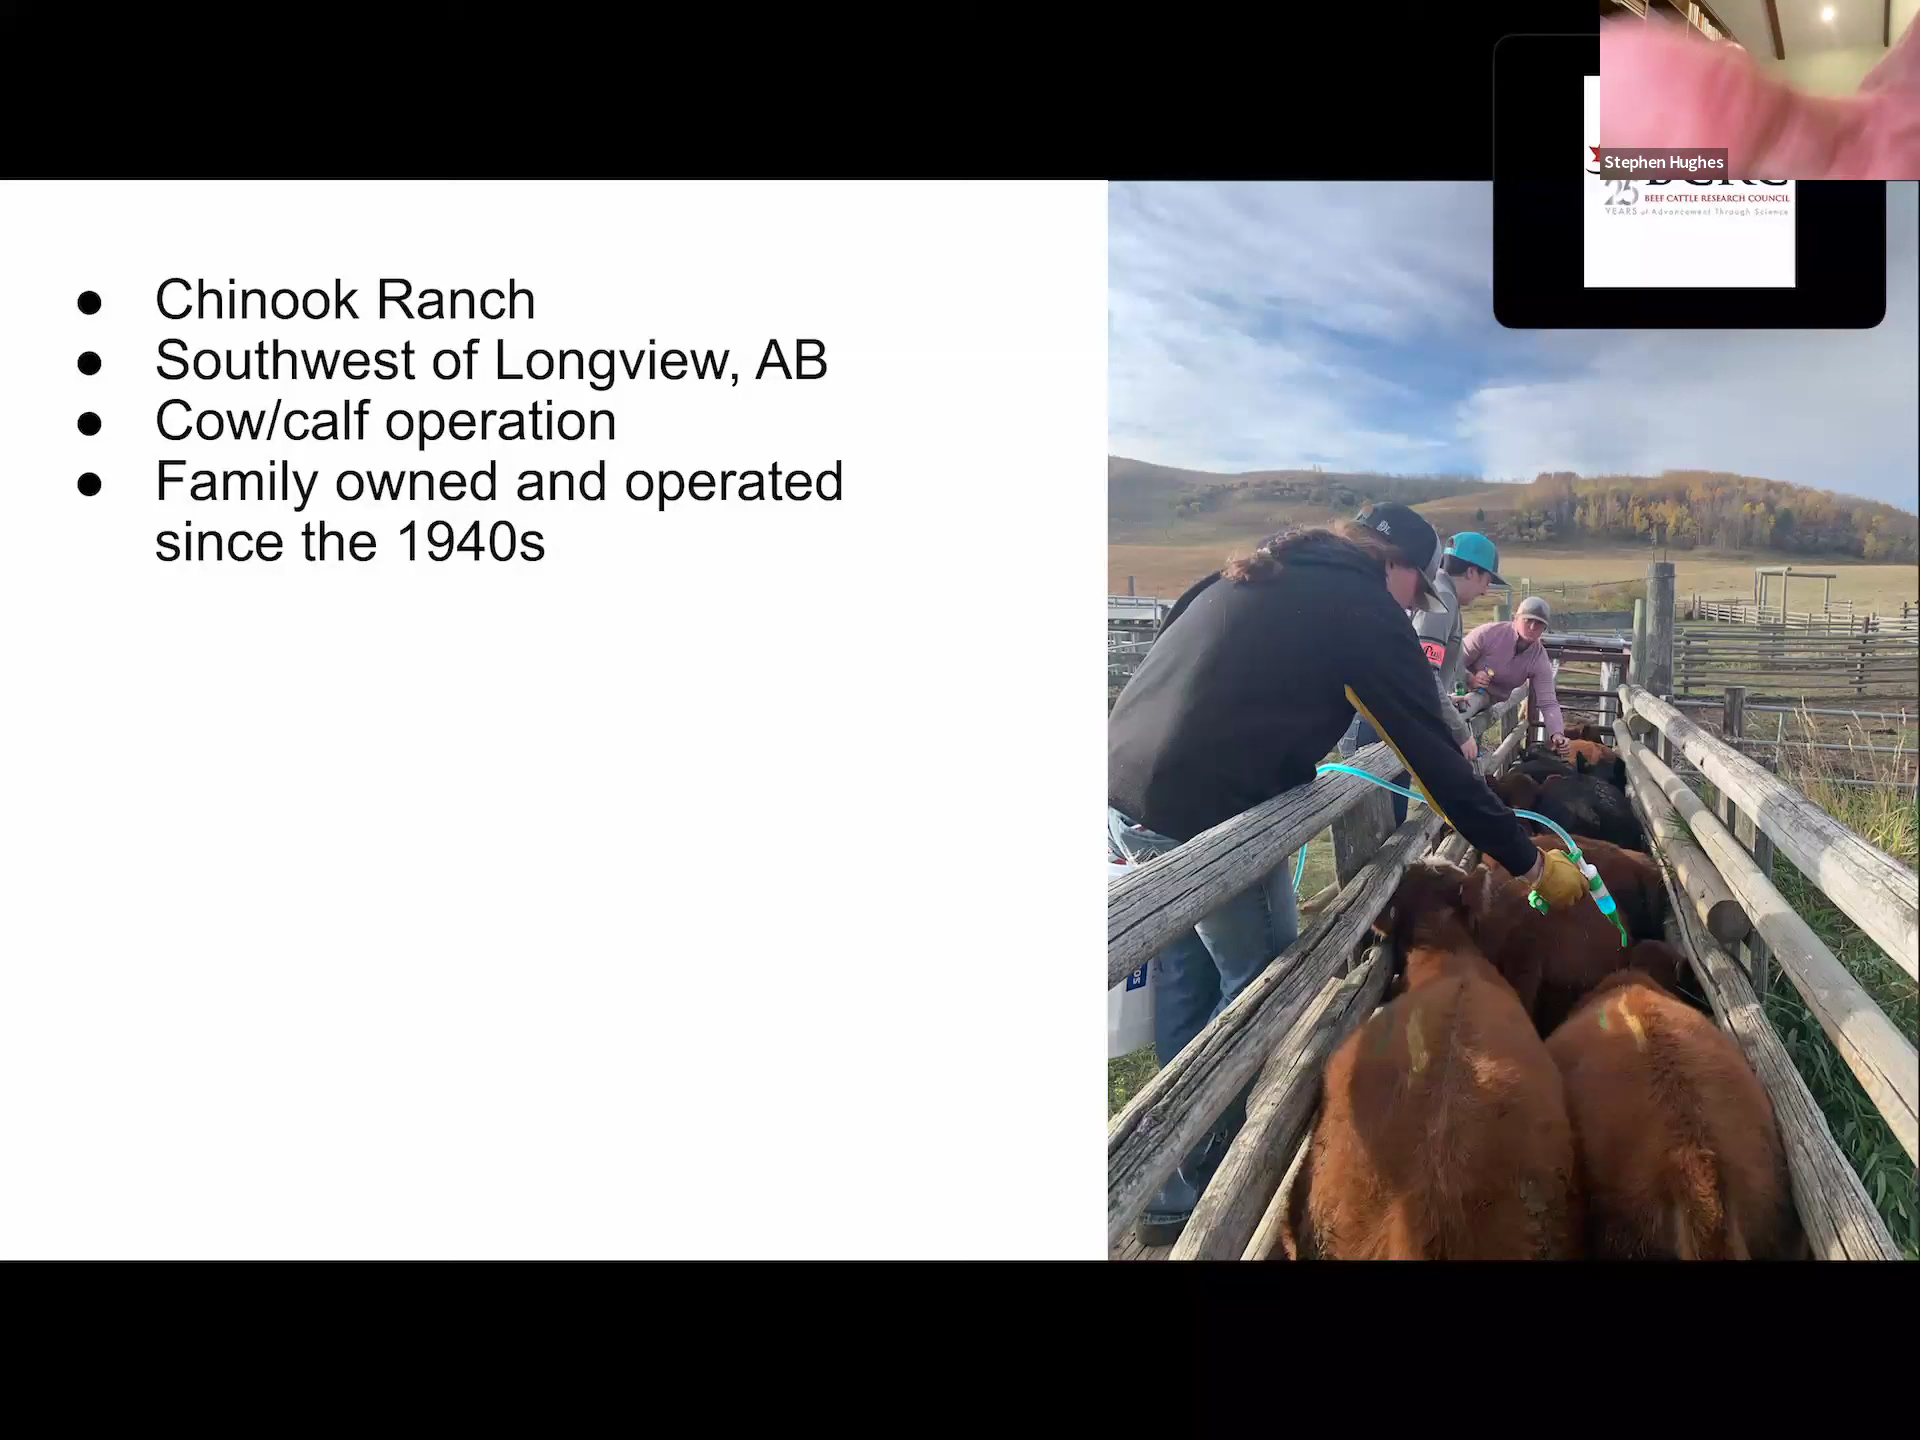 Stephen Hughes
25
BEEF CATTLE RESEARCH COUNCIL
YEARS of Advancement Through Science
Chinook Ranch
Southwest of Longview, AB
Cow/calf operation
Family owned and operated
since the 1940s